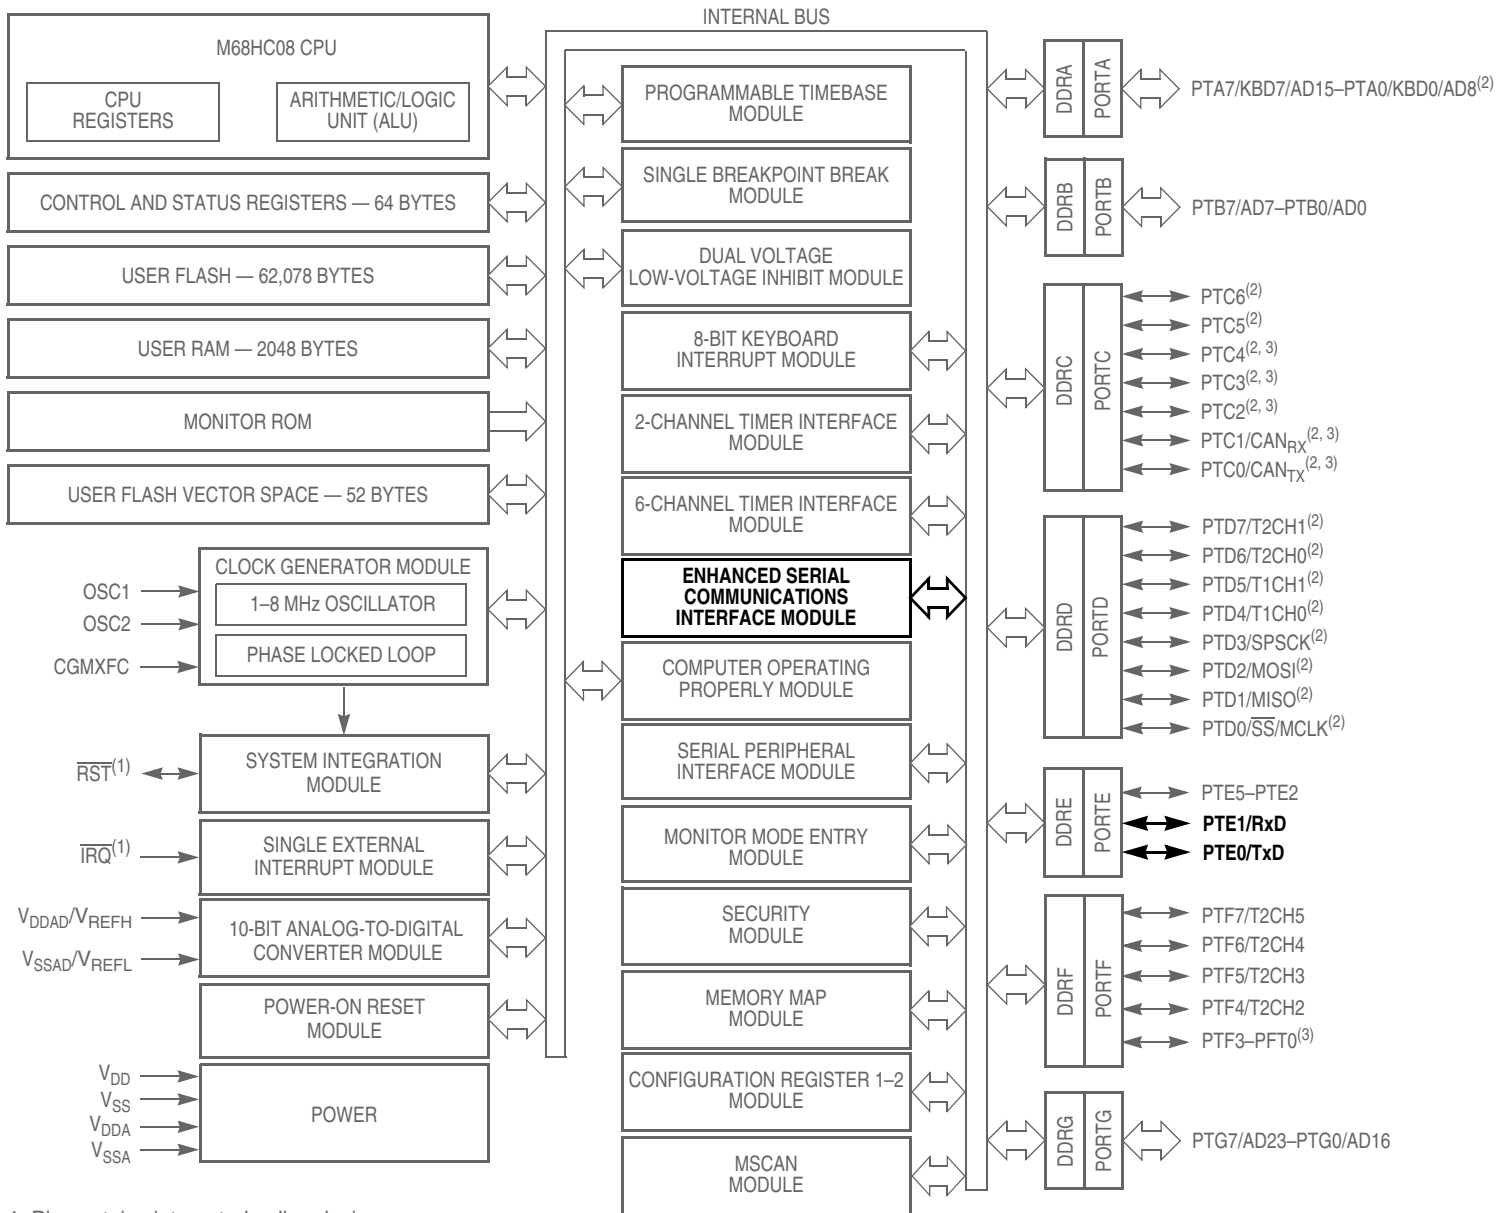 INTERNAL BUS
M68HC08 CPU
CPU
REGISTERS
ARITHMETIC/LOGIC
UNIT (ALU)
CONTROL AND STATUS REGISTERS — 64 BYTES
USER FLASH — 62,078 BYTES
USER RAM — 2048 BYTES
MONITOR ROM
USER FLASH VECTOR SPACE — 52 BYTES
OSC1
OSC2
CGMXFC
CLOCK GENERATOR MODULE
1–8 MHz OSCILLATOR
PHASE LOCKED LOOP
RST(1)
SYSTEM INTEGRATION
MODULE
IRQ(1)
SINGLE EXTERNAL
INTERRUPT MODULE
VDDAD/VREFH
VSSAD/VREFL
10-BIT ANALOG-TO-DIGITAL
CONVERTER MODULE
POWER-ON RESET
MODULE
VDD
VSS
VDDA
VSSA
POWER
PROGRAMMABLE TIMEBASE
MODULE
SINGLE BREAKPOINT BREAK
MODULE
DUAL VOLTAGE
LOW-VOLTAGE INHIBIT MODULE
8-BIT KEYBOARD
INTERRUPT MODULE
2-CHANNEL TIMER INTERFACE
MODULE
6-CHANNEL TIMER INTERFACE
MODULE
ENHANCED SERIAL
COMMUNICATIONS
INTERFACE MODULE
COMPUTER OPERATING
PROPERLY MODULE
SERIAL PERIPHERAL
INTERFACE MODULE
MONITOR MODE ENTRY
MODULE
SECURITY
MODULE
MEMORY MAP
MODULE
CONFIGURATION REGISTER 1–2
MODULE
MSCAN
MODULE
DDRA
PORTA
PTA7/KBD7/AD15–PTA0/KBD0/AD8(2)
DDRB
PORTB
PTB7/AD7–PTB0/AD0
DDRC
PORTC
PTC6(2)
PTC5(2)
PTC4(2, 3)
PTC3(2, 3)
PTC2(2, 3)
PTC1/CANRX(2, 3)
PTC0/CANTX(2, 3)
DDRD
PORTD
PTD7/T2CH1(2)
PTD6/T2CH0(2)
PTD5/T1CH1(2)
PTD4/T1CH0(2)
PTD3/SPSCK(2)
PTD2/MOSI(2)
PTD1/MISO(2)
PTD0/SS/MCLK(2)
DDRE
PORTE
PTE5–PTE2
PTE1/RxD
PTE0/TxD
DDRF
PORTF
PTF7/T2CH5
PTF6/T2CH4
PTF5/T2CH3
PTF4/T2CH2
PTF3–PFT0(3)
DDRG
PORTG
PTG7/AD23–PTG0/AD16